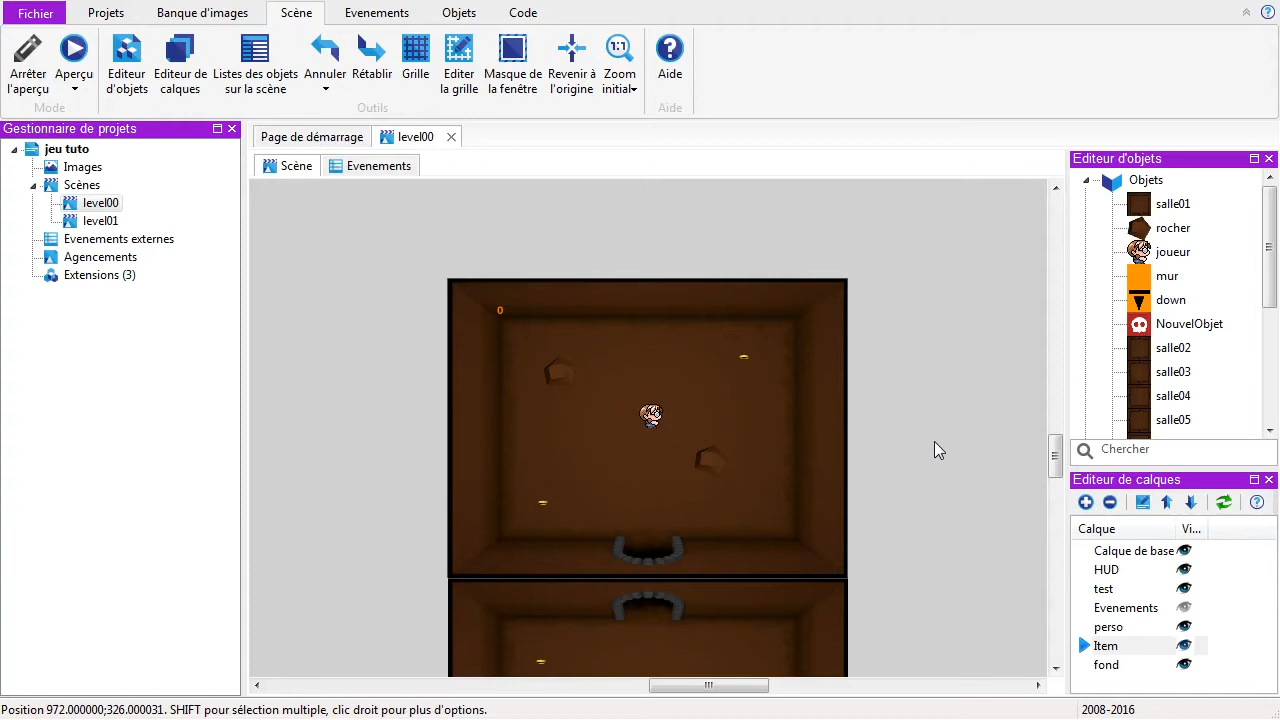 Fichier Projets Banque d'images Scène Evenements Objets Code
Arrêter l'aperçu Aperçu Editeur d'objets Editeur de calques Listes des objets sur la scène Annuler Rétablir Grille Editer la grille Masque de la fenêtre Revenir à l'origine Zoom initial Aide
Mode Outils Aide
Gestionnaire de projets
jeu tuto
Images
Scènes
level00
level01
Evenements externes
Agencements
Extensions (3)
Page de démarrage level00
Scène Evenements
0
Editeur d'objets
Objets
salle01
rocher
joueur
mur
down
NouvelObjet
salle02
salle03
salle04
salle05
Chercher
Editeur de calques
Calque Vi...
Calque de base
HUD
test
Evenements
perso
Item
fond
Position 972.000000;326.000031. SHIFT pour sélection multiple, clic droit pour plus d'options. 2008-2016